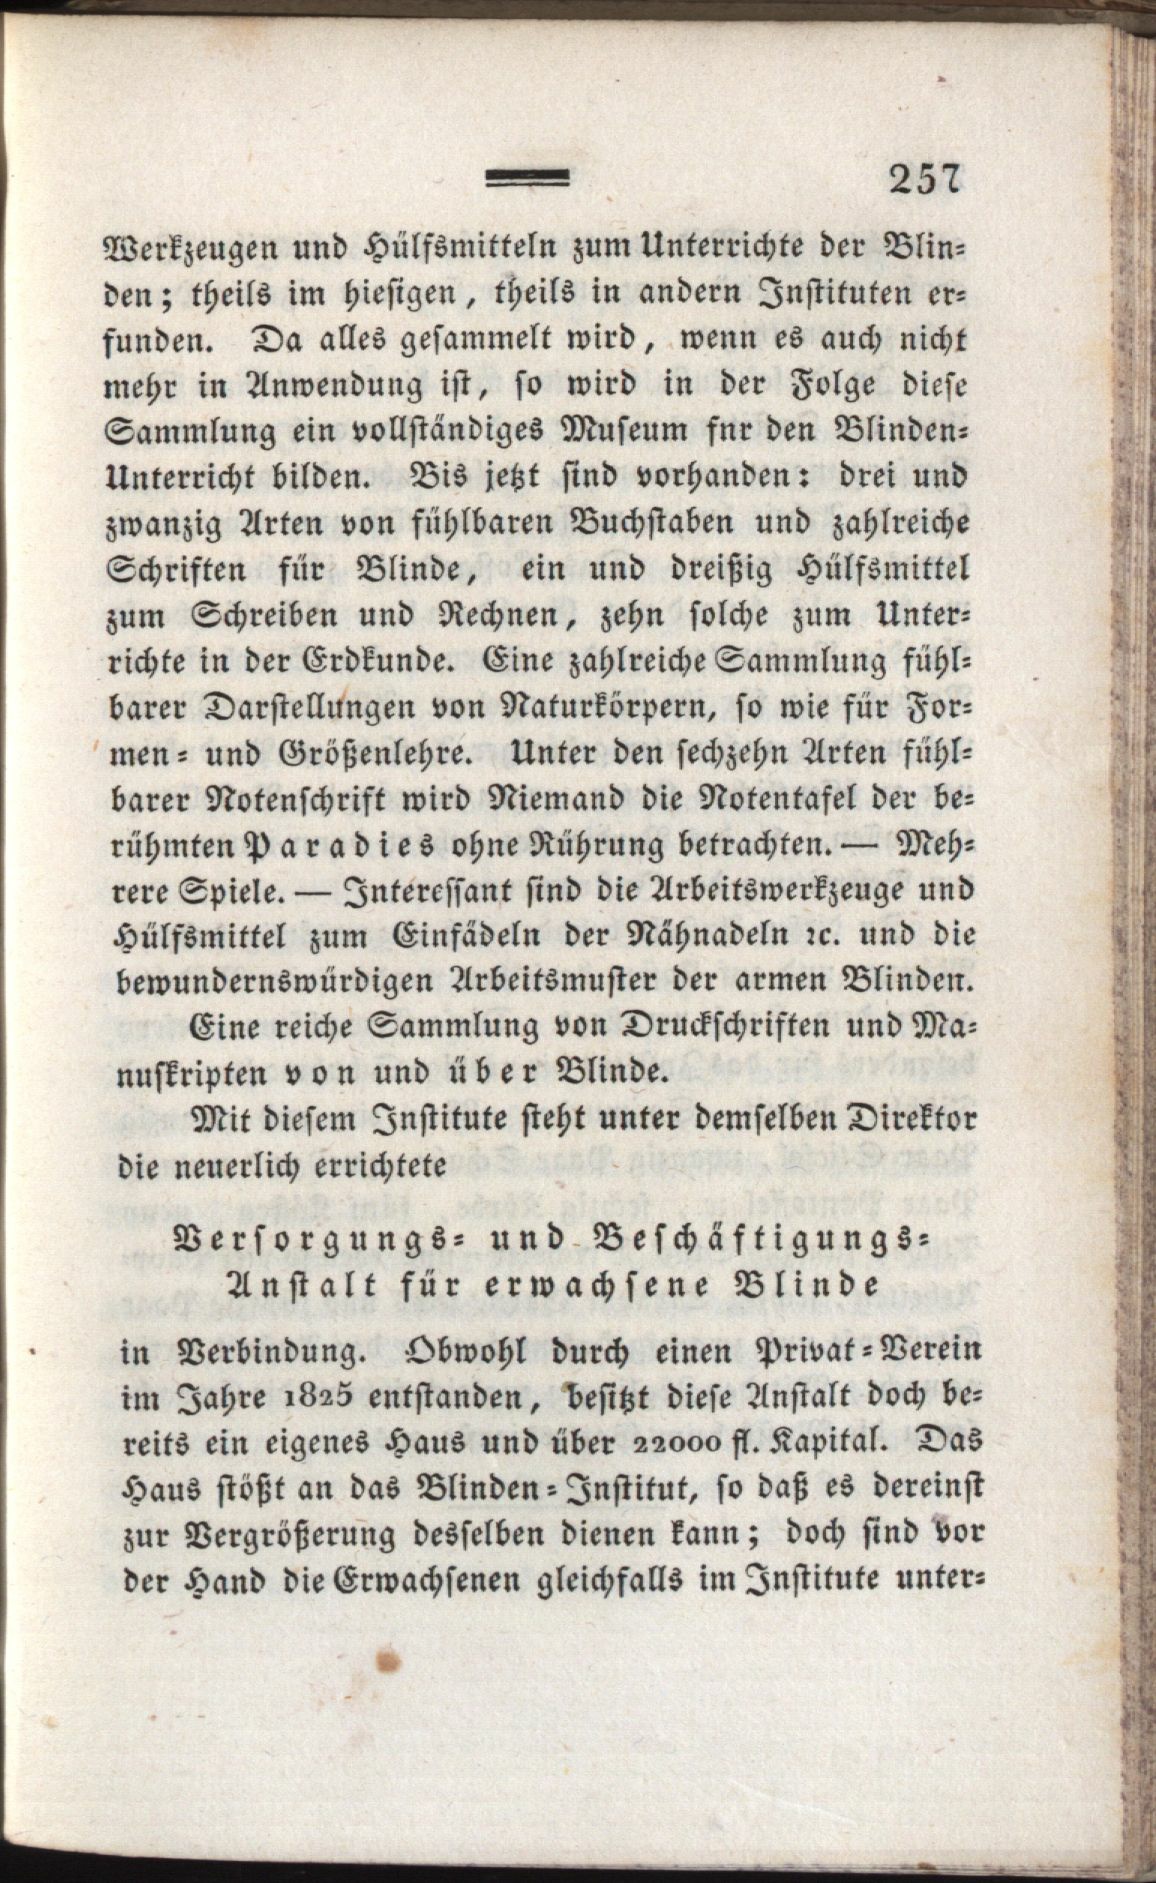 257
Werkzeugen und Hülfsmitteln zum Unterrichte der Blin-
den; theils im hiesigen, theils in andern Instituten er-
funden. Da alles gesammelt wird, wenn es auch nicht
mehr in Anwendung ist, so wird in der Folge diese
Sammlung ein vollständiges Museum fnr den Blinden-
Unterricht bilden. Bis jetzt sind vorhanden: drei und
zwanzig Arten von fühlbaren Buchstaben und zahlreiche
Schriften für Blinde, ein und dreißig Hülfsmittel
zum Schreiben und Rechnen, zehn solche zum Unter-
richte in der Erdkunde. Eine zahlreiche Sammlung fühl-
barer Darstellungen von Naturkörpern, so wie für For-
men- und Größenlehre. Unter den sechzehn Arten fühl-
barer Notenschrift wird Niemand die Notentafel der be-
rühmten Paradies ohne Rührung betrachten. — Meh-
rere Spiele. — Interessant sind die Arbeitswerkzeuge und
Hülfsmittel zum Einfädeln der Nähnadeln ꝛc. und die
bewundernswürdigen Arbeitsmuster der armen Blinden.
Eine reiche Sammlung von Druckschriften und Ma-
nuskripten von und über Blinde.
Mit diesem Institute steht unter demselben Direktor
die neuerlich errichtete
Versorgungs- und Beschäftigungs-
Anstalt für erwachsene Blinde
in Verbindung. Obwohl durch einen Privat-Verein
im Jahre 1825 entstanden, besitzt diese Anstalt doch be-
reits ein eigenes Haus und über 22000 fl. Kapital. Das
Haus stößt an das Blinden-Institut, so daß es dereinst
zur Vergrößerung desselben dienen kann; doch sind vor
der Hand die Erwachsenen gleichfalls im Institute unter-